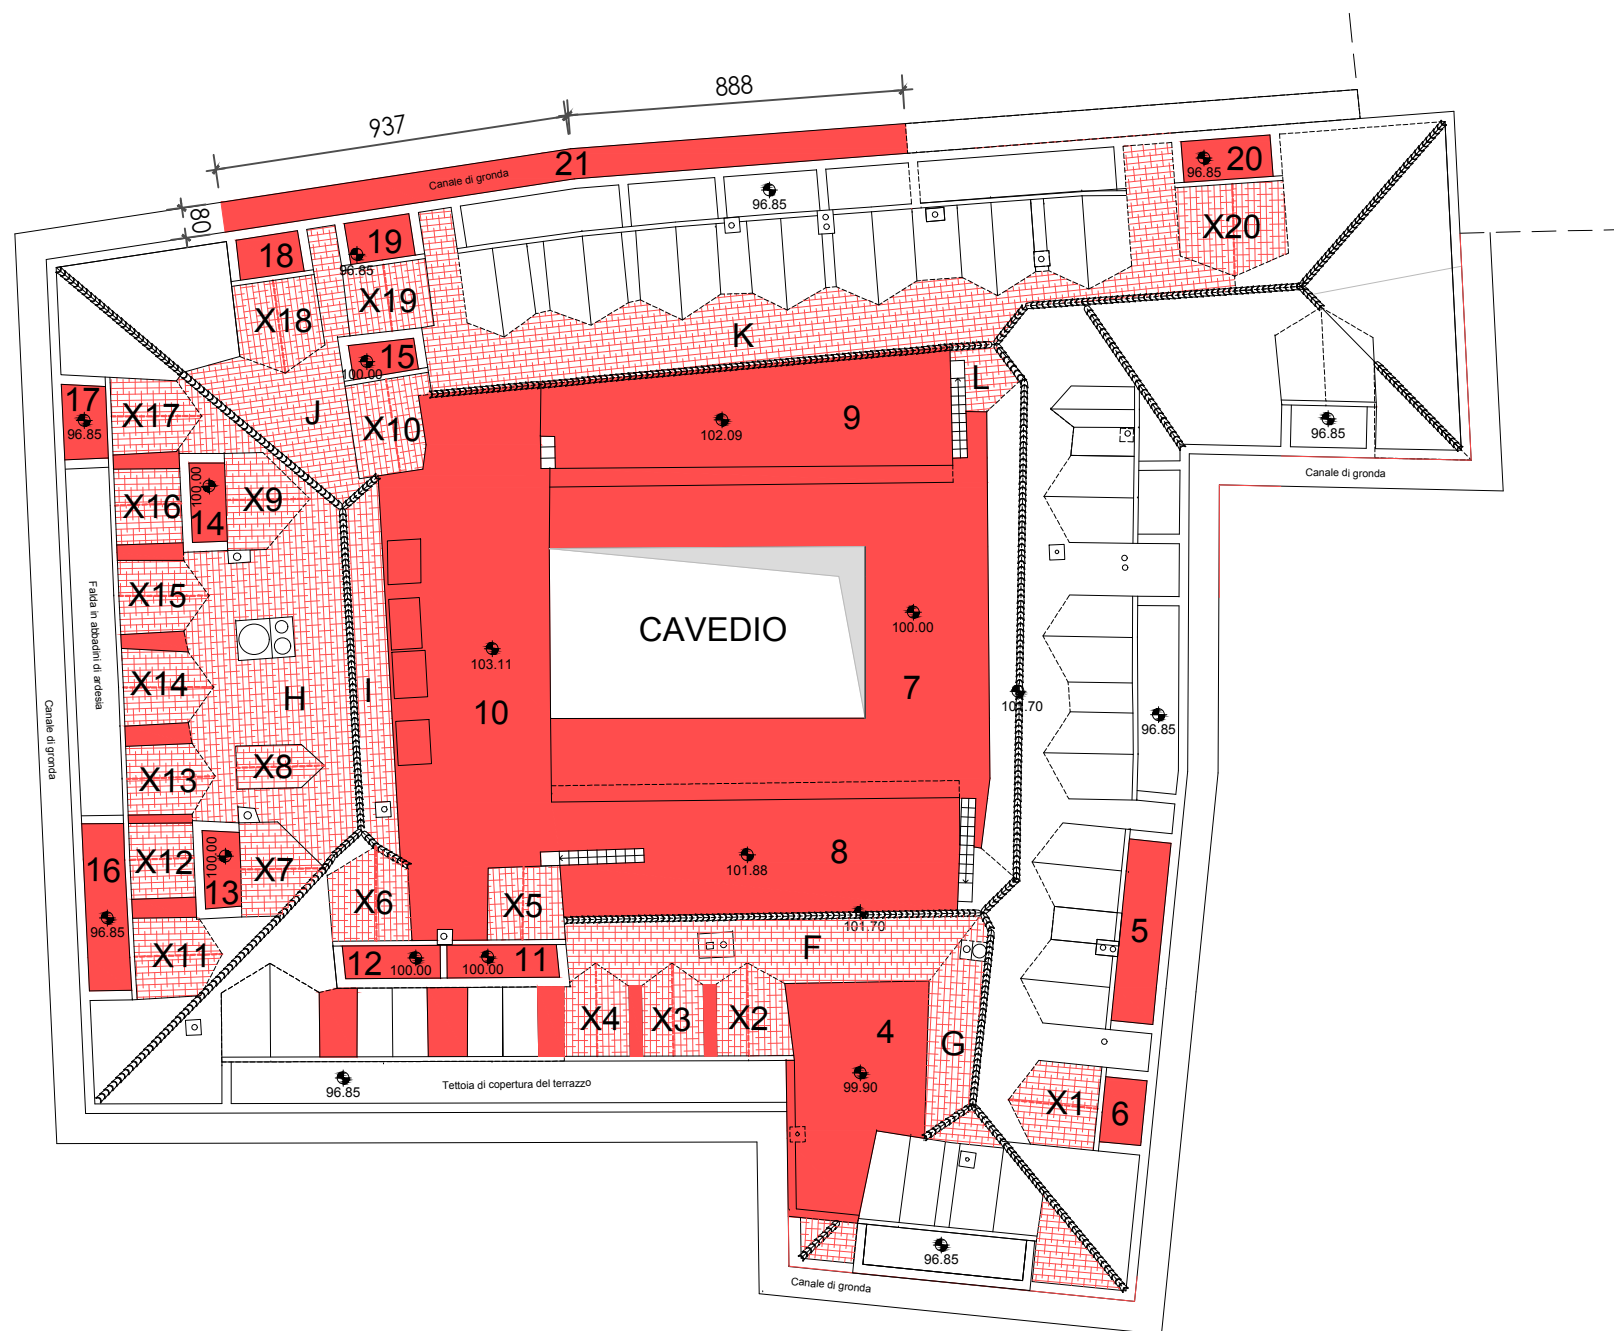 888
937
21
Canale di gronda
80
20
96.85
96.85
X20
18
19
96.85
X19
X18
K
15
100.00
L
17
X17
96.85
J
X10
9
102.09
96.85
Canale di gronda
X16
100.00
14
X9
X15
Falda in abbadini di ardesia
CAVEDIO
100.00
103.11
X14
H
I
10
7
101.70
96.85
Canale di gronda
X8
X13
16
X12
100.00
13
X7
8
101.88
X6
X5
96.85
101.70
5
X11
12
100.00
100.00
11
F
X4
X3
X2
4
G
99.90
X1
6
Tettoia di copertura del terrazzo
96.85
96.85
Canale di gronda